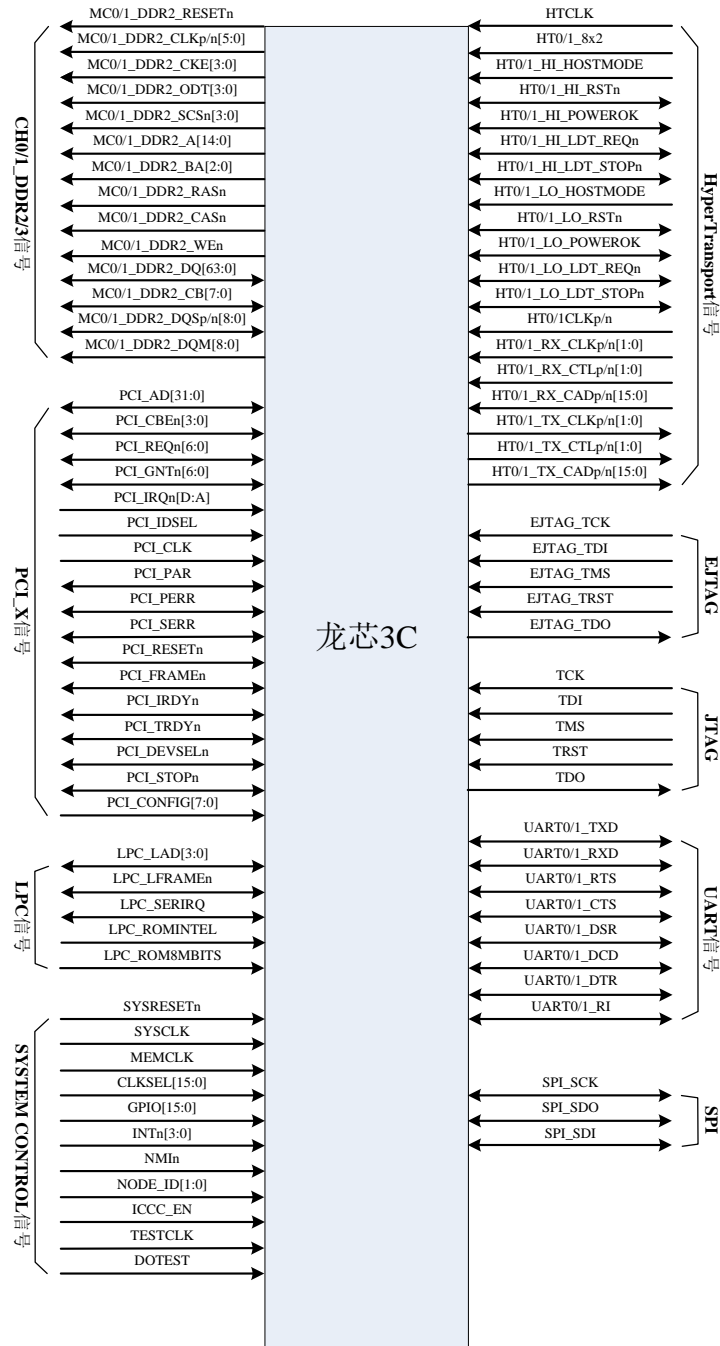 MC0/1_DDR2_RESETn
MC0/1_DDR2_CLKp/n[5:0]
MC0/1_DDR2_CKE[3:0]
MC0/1_DDR2_ODT[3:0]
MC0/1_DDR2_SCSn[3:0]
MC0/1_DDR2_A[14:0]
MC0/1_DDR2_BA[2:0]
MC0/1_DDR2_RASn
MC0/1_DDR2_CASn
MC0/1_DDR2_WEn
MC0/1_DDR2_DQ[63:0]
MC0/1_DDR2_CB[7:0]
MC0/1_DDR2_DQSp/n[8:0]
MC0/1_DDR2_DQM[8:0]
CH0/1_DDR2/3信号
PCI_AD[31:0]
PCI_CBEn[3:0]
PCI_REQn[6:0]
PCI_GNTn[6:0]
PCI_IRQn[D:A]
PCI_IDSEL
PCI_CLK
PCI_PAR
PCI_PERR
PCI_SERR
PCI_RESETn
PCI_FRAMEn
PCI_IRDYn
PCI_TRDYn
PCI_DEVSELn
PCI_STOPn
PCI_CONFIG[7:0]
PCI_X信号
LPC_LAD[3:0]
LPC_LFRAMEn
LPC_SERIRQ
LPC_ROMINTEL
LPC_ROM8MBITS
LPC信号
SYSRESETn
SYSCLK
MEMCLK
CLKSEL[15:0]
GPIO[15:0]
INTn[3:0]
NMIn
NODE_ID[1:0]
ICCC_EN
TESTCLK
DOTEST
SYSTEM CONTROL信号
龙芯3C
HTCLK
HT0/1_8x2
HT0/1_HI_HOSTMODE
HT0/1_HI_RSTn
HT0/1_HI_POWEROK
HT0/1_HI_LDT_REQn
HT0/1_HI_LDT_STOPn
HT0/1_LO_HOSTMODE
HT0/1_LO_RSTn
HT0/1_LO_POWEROK
HT0/1_LO_LDT_REQn
HT0/1_LO_LDT_STOPn
HT0/1CLKp/n
HT0/1_RX_CLKp/n[1:0]
HT0/1_RX_CTLp/n[1:0]
HT0/1_RX_CADp/n[15:0]
HT0/1_TX_CLKp/n[1:0]
HT0/1_TX_CTLp/n[1:0]
HT0/1_TX_CADp/n[15:0]
HyperTransport信号
EJTAG_TCK
EJTAG_TDI
EJTAG_TMS
EJTAG_TRST
EJTAG_TDO
EJTAG
TCK
TDI
TMS
TRST
TDO
JTAG
UART0/1_TXD
UART0/1_RXD
UART0/1_RTS
UART0/1_CTS
UART0/1_DSR
UART0/1_DCD
UART0/1_DTR
UART0/1_RI
UART信号
SPI_SCK
SPI_SDO
SPI_SDI
SPI